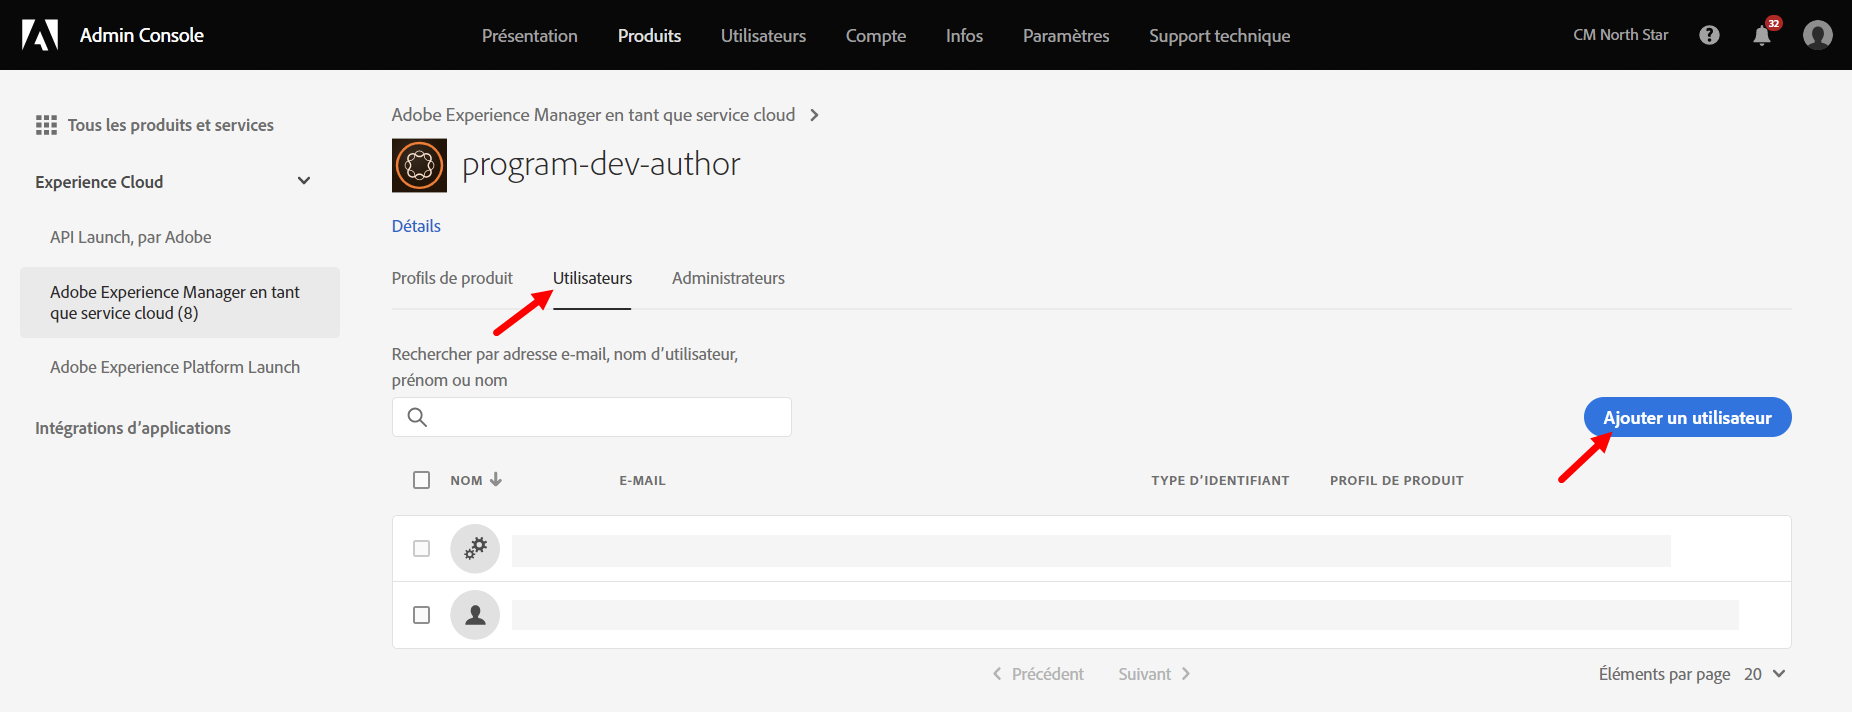 Admin Console
Présentation Produits Utilisateurs Compte Infos Paramètres Support technique
CM North Star
32
Tous les produits et services
Experience Cloud
API Launch, par Adobe
Adobe Experience Manager en tant
que service cloud (8)
Adobe Experience Platform Launch
Intégrations d’applications
Adobe Experience Manager en tant que service cloud
program-dev-author
Détails
Profils de produit Utilisateurs Administrateurs
Rechercher par adresse e-mail, nom d’utilisateur,
prénom ou nom
Ajouter un utilisateur
NOM E-MAIL TYPE D’IDENTIFIANT PROFIL DE PRODUIT
Précédent Suivant
Éléments par page 20